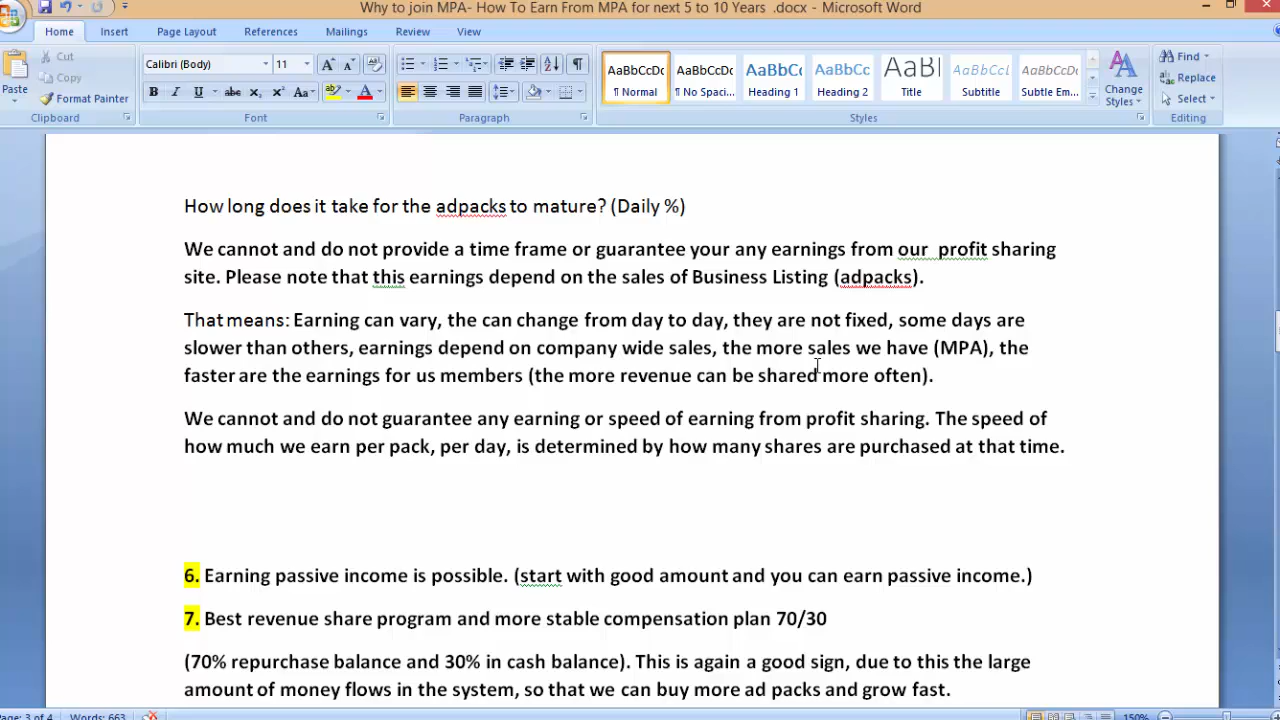 Why to join MPA- How To Earn From MPA for next 5 to 10 Years .docx - Microsoft Word
Home Insert Page Layout References Mailings Review View
Paste
Cut
Copy
Format Painter
Clipboard
Calibri (Body) 11
Font
Paragraph
AaBbCcDc AaBbCcDc AaBbCc AaBbCc AaBl AaBbCcl AaBbCcDc
¶ Normal ¶ No Spaci... Heading 1 Heading 2 Title Subtitle Subtle Em...
Change Styles
Styles
Find
Replace
Select
Editing
How long does it take for the adpacks to mature? (Daily %)
We cannot and do not provide a time frame or guarantee your any earnings from our profit sharing
site. Please note that this earnings depend on the sales of Business Listing (adpacks).
That means: Earning can vary, the can change from day to day, they are not fixed, some days are
slower than others, earnings depend on company wide sales, the more sales we have (MPA), the
faster are the earnings for us members (the more revenue can be shared more often).
We cannot and do not guarantee any earning or speed of earning from profit sharing. The speed of
how much we earn per pack, per day, is determined by how many shares are purchased at that time.
6. Earning passive income is possible. (start with good amount and you can earn passive income.)
7. Best revenue share program and more stable compensation plan 70/30
(70% repurchase balance and 30% in cash balance). This is again a good sign, due to this the large
amount of money flows in the system, so that we can buy more ad packs and grow fast.
Page: 3 of 4 Words: 663 150%